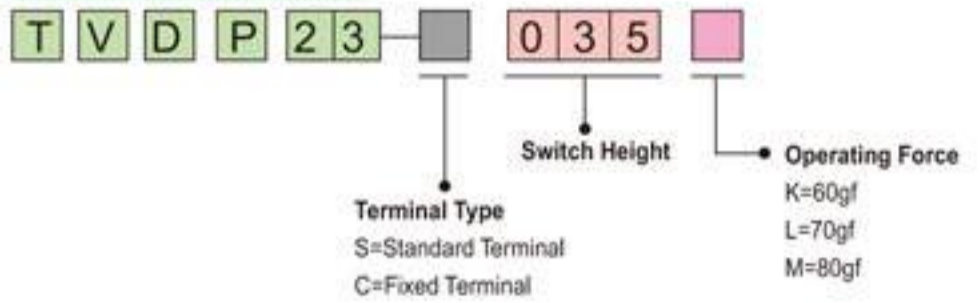 TVDP23- 035
Switch Height
Operating Force
K=60gf
L=70gf
M=80gf
Terminal Type
S=Standard Terminal
C=Fixed Terminal